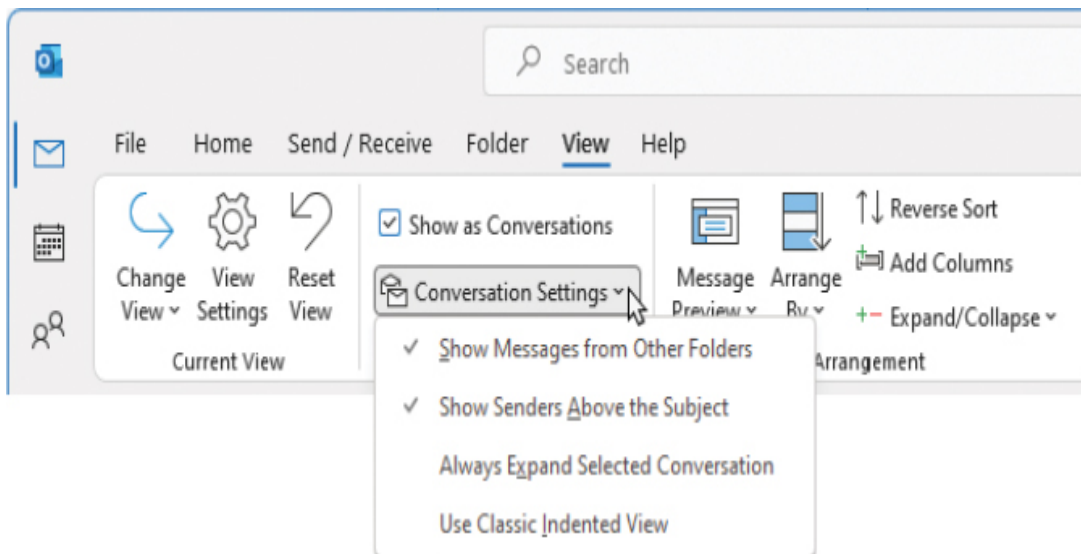 Search
File Home Send / Receive Folder View Help
Show as Conversations
Change View
View Settings
Reset View
Conversation Settings
Message Preview
Arrange By
Reverse Sort
Add Columns
Expand/Collapse
Current View
Arrangement
Show Messages from Other Folders
Show Senders Above the Subject
Always Expand Selected Conversation
Use Classic Indented View